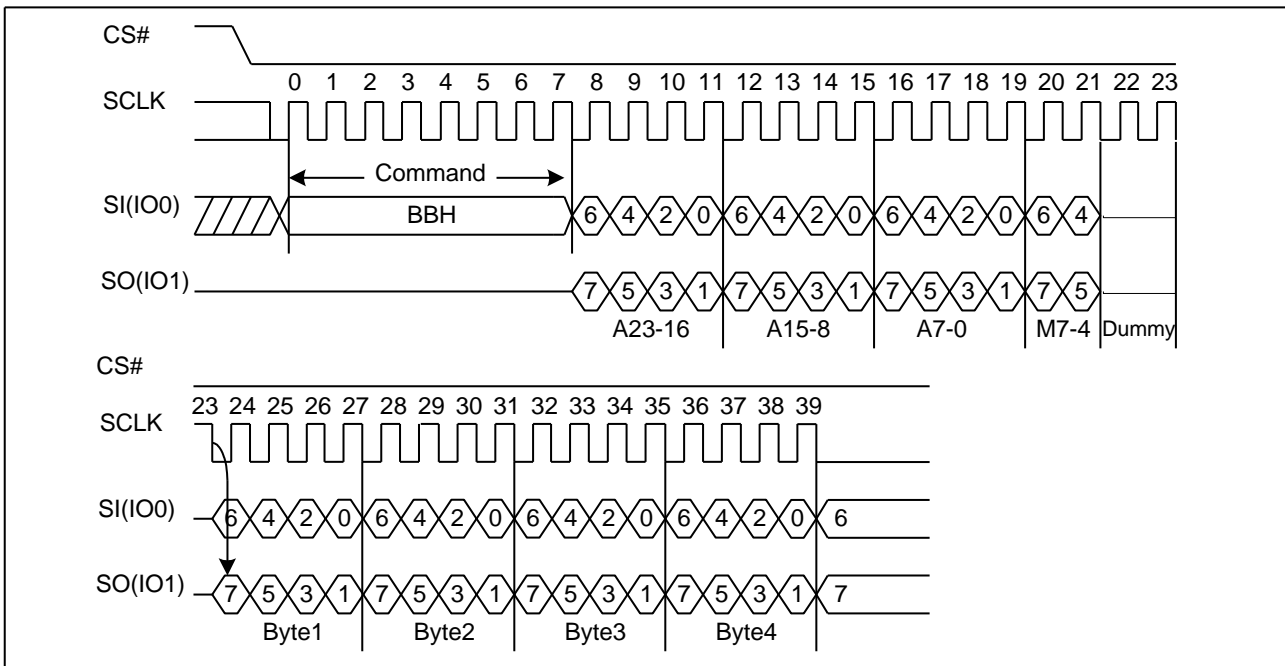 CS#
0 1 2 3 4 5 6 7 8 9 10 11 12 13 14 15 16 17 18 19 20 21 22 23
SCLK
Command
SI(IO0) BBH 6 4 2 0 6 4 2 0 6 4 2 0 6 4
SO(IO1) 7 5 3 1 7 5 3 1 7 5 3 1 7 5
A23-16 A15-8 A7-0 M7-4 Dummy
CS#
23 24 25 26 27 28 29 30 31 32 33 34 35 36 37 38 39
SCLK
SI(IO0) 6 4 2 0 6 4 2 0 6 4 2 0 6 4 2 0 6
SO(IO1) 7 5 3 1 7 5 3 1 7 5 3 1 7 5 3 1 7
Byte1 Byte2 Byte3 Byte4